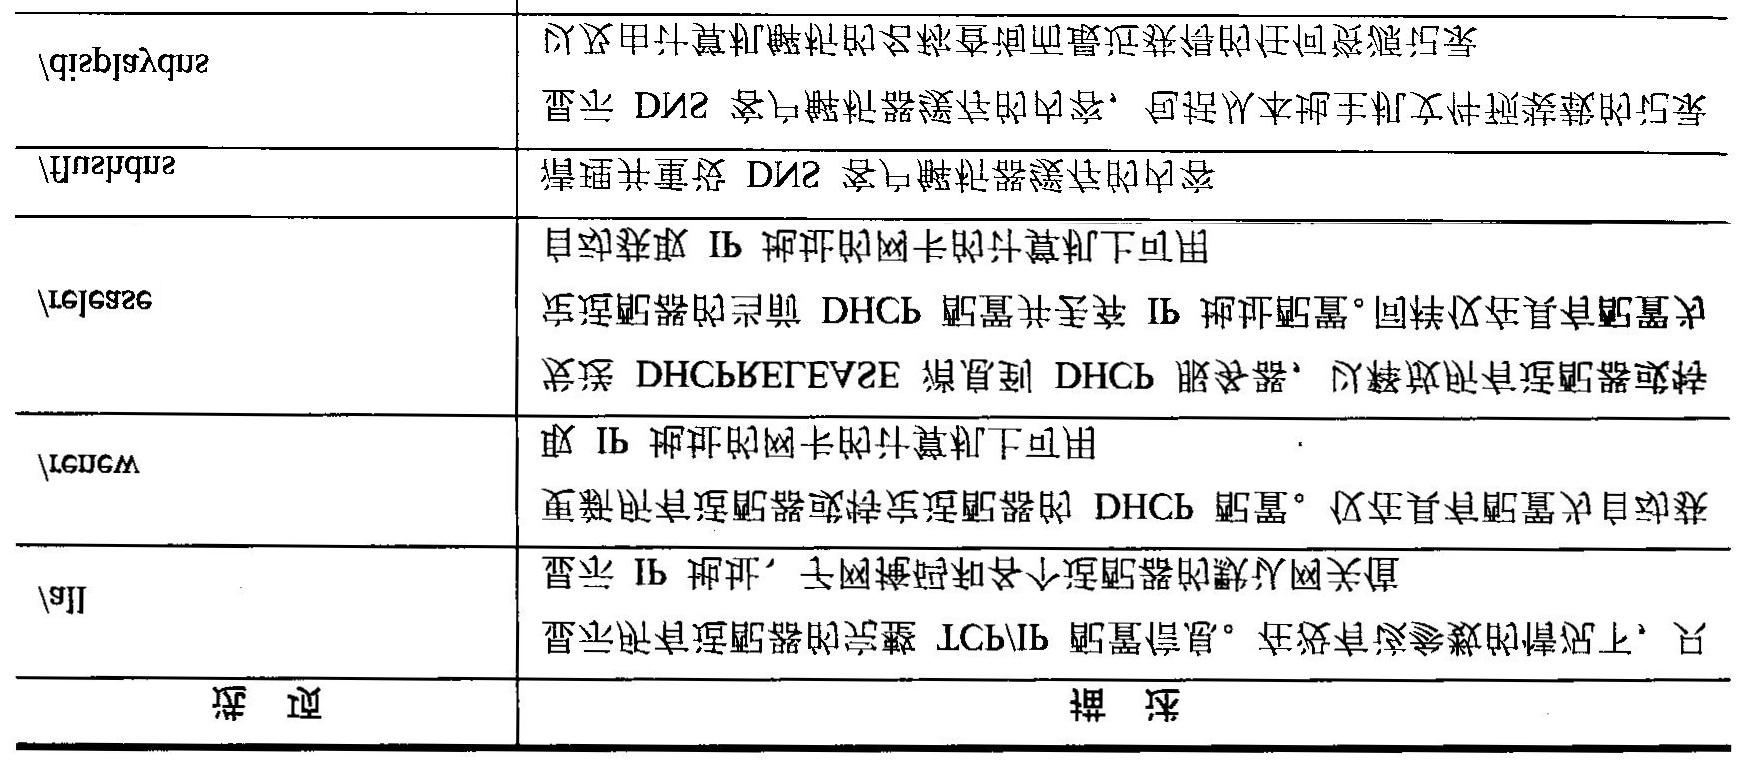 选 项 描 述
/all
显示所有适配器的完整 TCP/IP 配置信息。在没有该参数的情况下，只
显示 IP 地址、子网掩码和各个适配器的默认网关值
/renew
更新所有适配器或特定适配器的 DHCP 配置。仅在具有配置为自动获
取 IP 地址的网卡的计算机上可用
/release
发送 DHCPRELEASE 消息到 DHCP 服务器，以释放所有适配器或特
定适配器的当前 DHCP 配置并丢弃 IP 地址配置。同样仅在具有配置为
自动获取 IP 地址的网卡的计算机上可用
/flushdns
清理并重设 DNS 客户解析器缓存的内容
/displaydns
显示 DNS 客户解析器缓存的内容，包括从本地主机文件预装载的记录
以及由计算机解析的名称查询而最近获得的任何资源记录